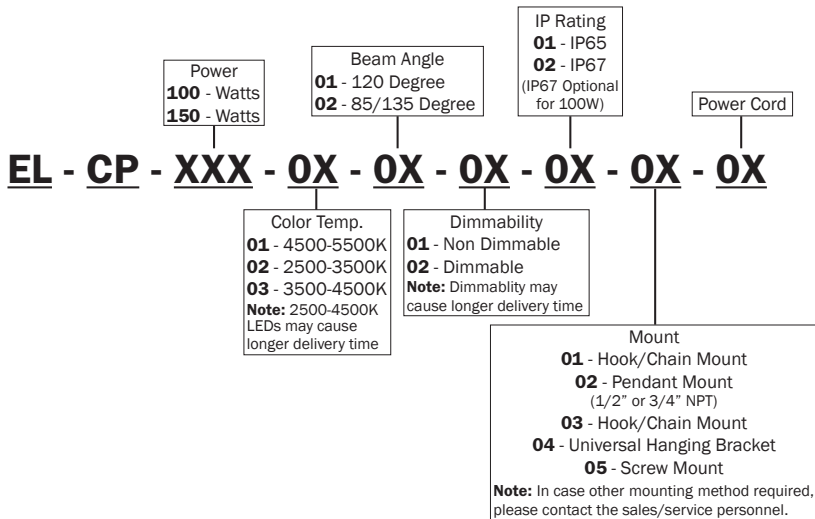 IP Rating
01 - IP65
02 - IP67
(IP67 Optional
for 100W)
Beam Angle
01 - 120 Degree
02 - 85/135 Degree
Power
100 - Watts
150 - Watts
Power Cord
EL - CP - XXX - 0X - 0X - 0X - 0X - 0X - 0X
Color Temp.
01 - 4500-5500K
02 - 2500-3500K
03 - 3500-4500K
Note: 2500-4500K
LEDs may cause
longer delivery time
Dimmability
01 - Non Dimmable
02 - Dimmable
Note: Dimmablity may
cause longer delivery time
Mount
01 - Hook/Chain Mount
02 - Pendant Mount
(1/2” or 3/4” NPT)
03 - Hook/Chain Mount
04 - Universal Hanging Bracket
05 - Screw Mount
Note: In case other mounting method required,
please contact the sales/service personnel.